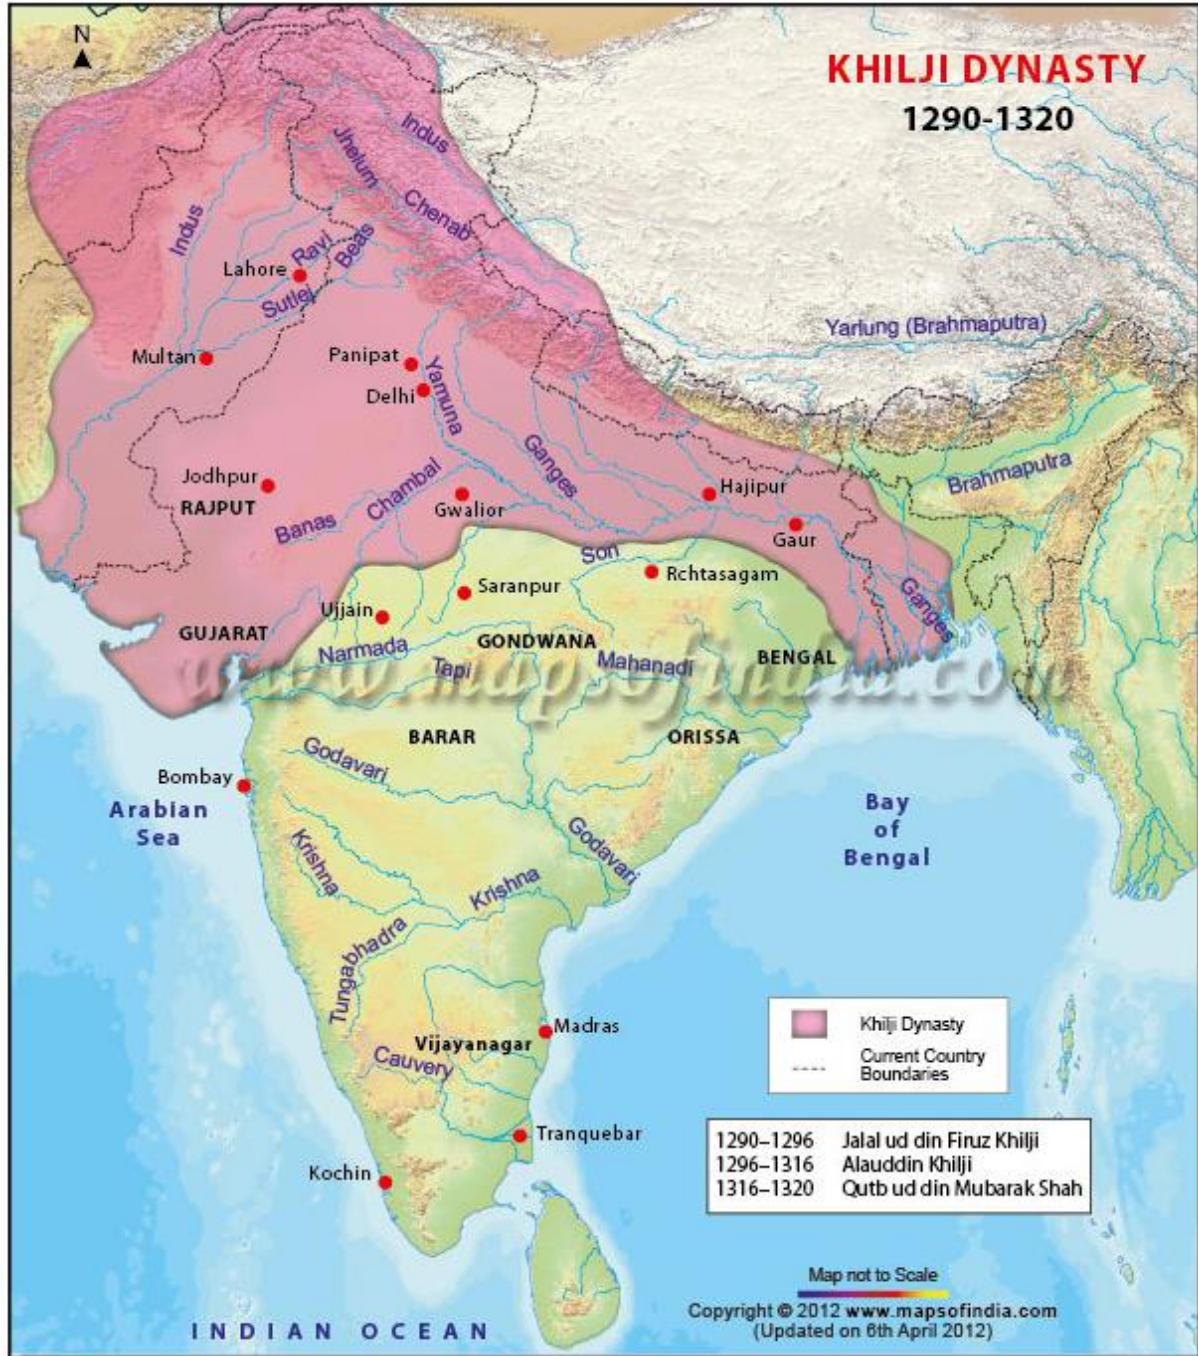 N
KHILJI DYNASTY
1290-1320
Indus
Jhelum
Chenab
Indus
Ravi
Beas
Lahore
Sutlej
Yarlung (Brahmaputra)
Multan
Panipat
Delhi
Yamuna
Ganges
Brahmaputra
Jodhpur
RAJPUT
Chambal
Banas
Gwalior
Hajipur
Gaur
Son
Rchtasagam
Saranpur
Ujjain
Ganges
GUJARAT
Narmada
GONDWANA
Mahanadi
BENGAL
Tapi
www.mapsofindia.com
BARAR
ORISSA
Godavari
Bombay
Arabian
Sea
Bay
of
Bengal
Godavari
Krishna
Krishna
Tungabhadra
Madras
Vijayanagar
Cauvery
Tranquebar
Kochin
Khilji Dynasty
Current Country
Boundaries
1290–1296 Jalal ud din Firuz Khilji
1296–1316 Alauddin Khilji
1316–1320 Qutb ud din Mubarak Shah
Map not to Scale
Copyright © 2012 www.mapsofindia.com
(Updated on 6th April 2012)
INDIAN OCEAN